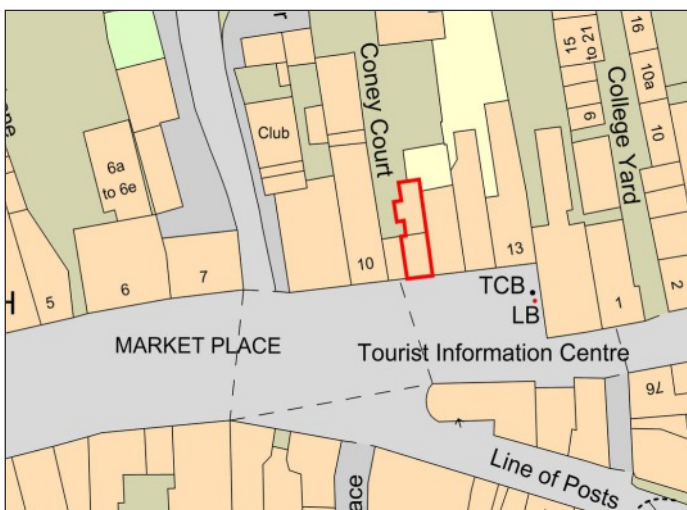 16
15
to 21
10a
College Yard
Coney Court
Club
9
10
6a
to 6e
13
5
6
7
10
TCB
LB
1
2
MARKET PLACE
Tourist Information Centre
76
Line of Posts